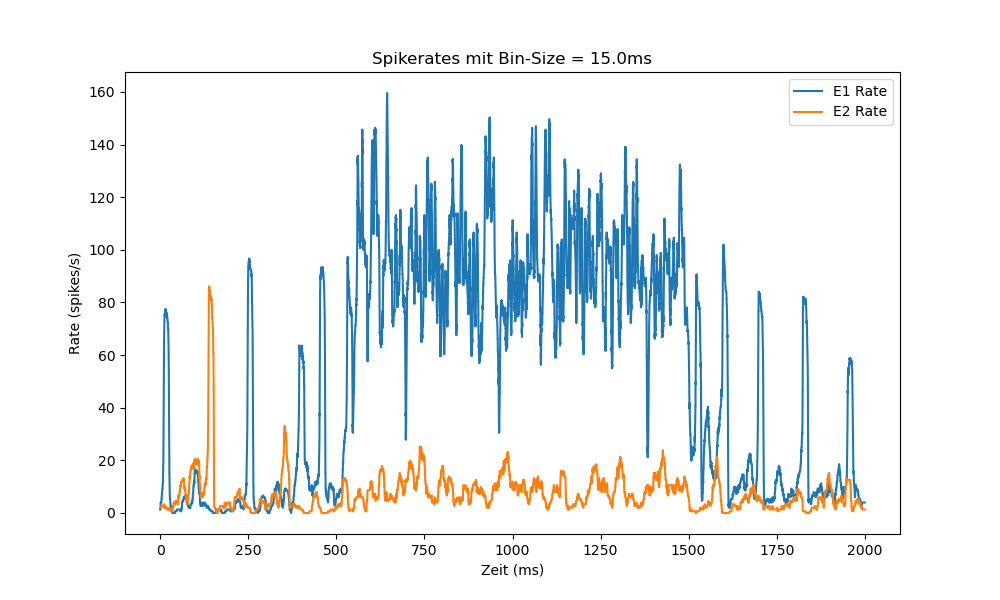 Spikerates mit Bin-Size = 15.0ms
E1 Rate
E2 Rate
160
140
120
100
80
60
40
20
0
Rate (spikes/s)
0 250 500 750 1000 1250 1500 1750 2000
Zeit (ms)